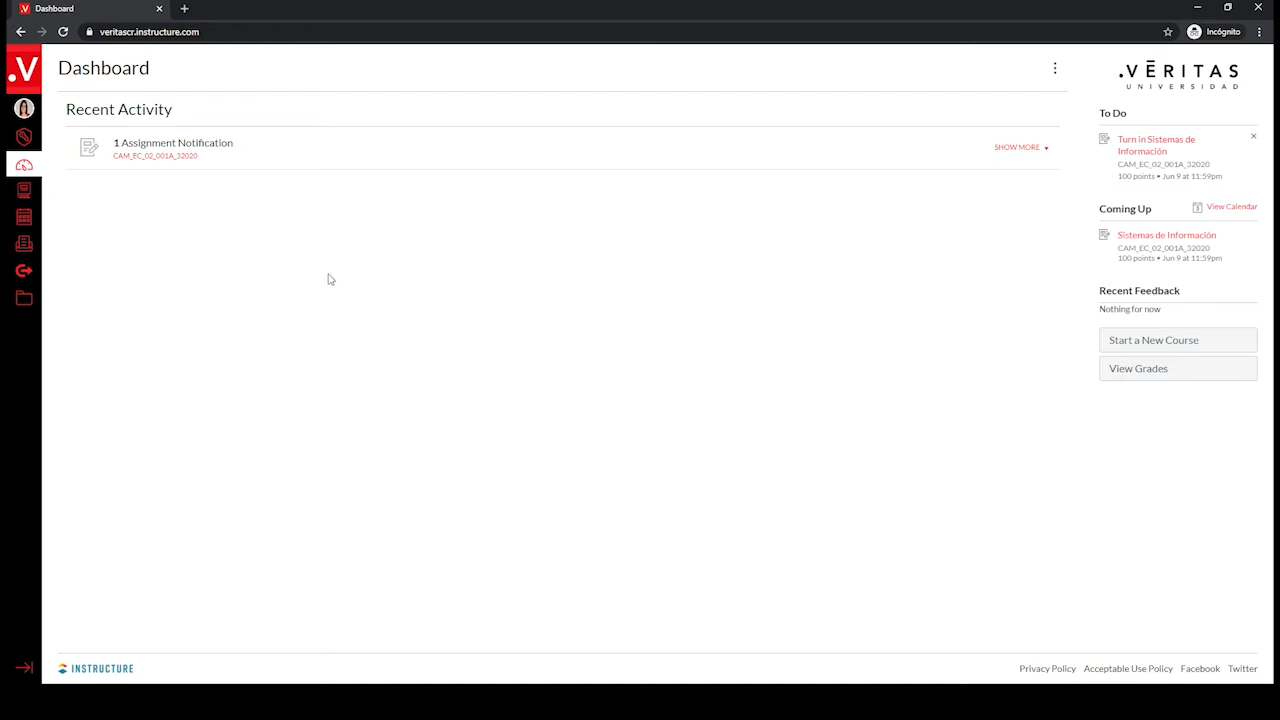 Dashboard
veritascr.instructure.com
Incógnito
.V
Dashboard
Recent Activity
1 Assignment Notification
CAM_EC_02_001A_32020
SHOW MORE
.VĒRITAS
UNIVERSIDAD
To Do
Turn in Sistemas de
Información
CAM_EC_02_001A_32020
100 points • Jun 9 at 11:59pm
Coming Up
View Calendar
Sistemas de Información
CAM_EC_02_001A_32020
100 points • Jun 9 at 11:59pm
Recent Feedback
Nothing for now
Start a New Course
View Grades
INSTRUCTURE
Privacy Policy Acceptable Use Policy Facebook Twitter